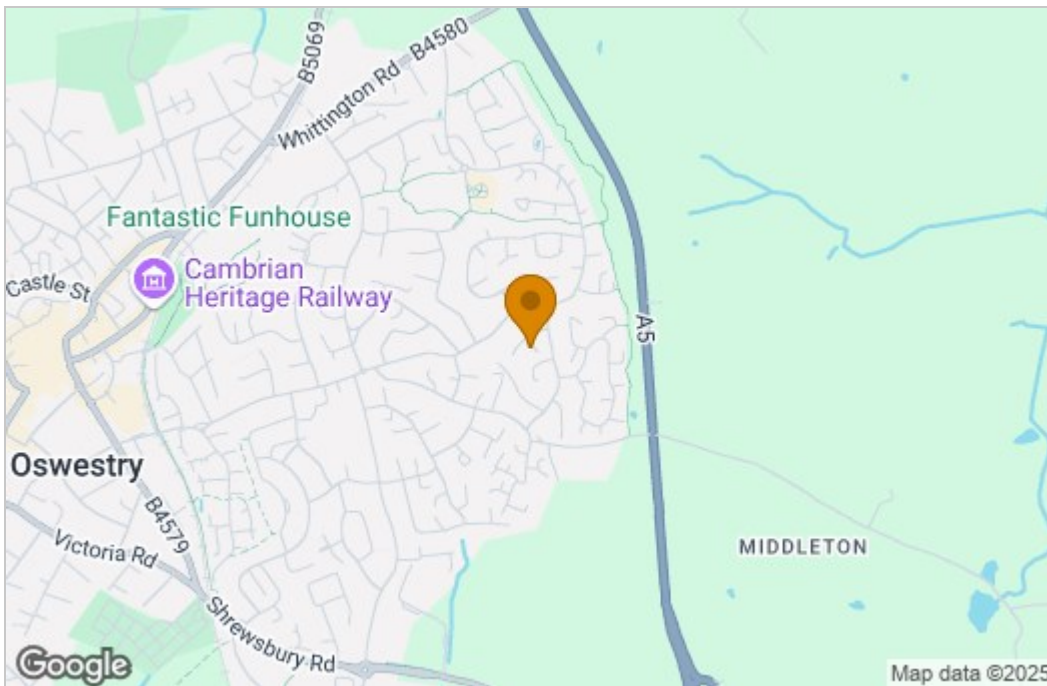 B5069
Whittington Rd
B4580
Fantastic Funhouse
Castle St
Cambrian
Heritage Railway
A5
Oswestry
B4579
Victoria Rd
MIDDLETON
Shrewsbury Rd
Google
Map data ©2025